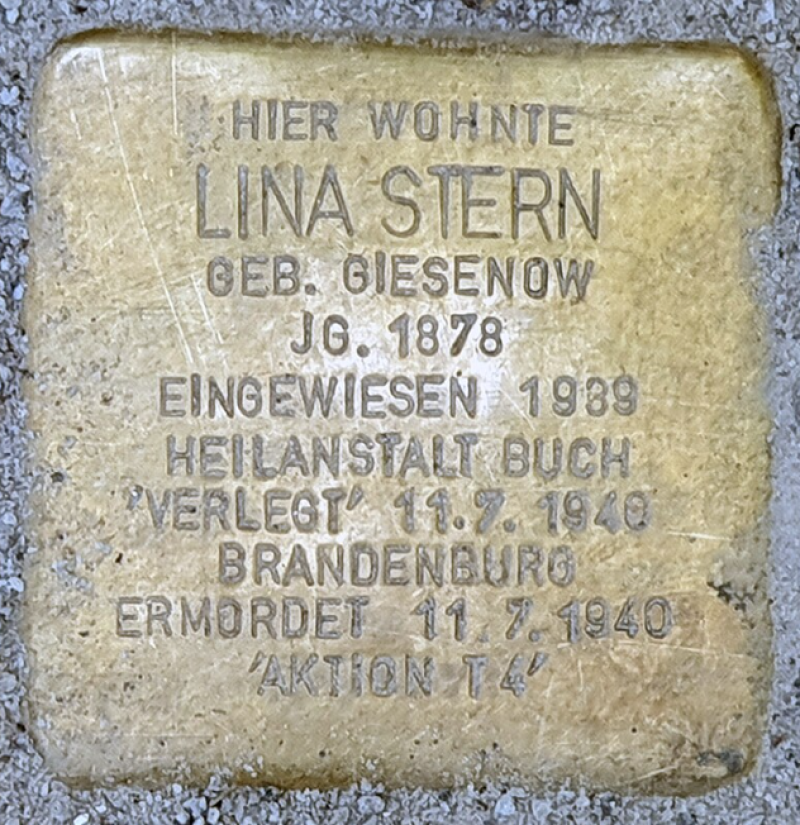 HIER WOHNTE
LINA STERN
GEB. GIESENOW
JG. 1878
EINGEWIESEN 1939
HEILANSTALT BUCH
'VERLEGT' 11.7. 1940
BRANDENBURG
ERMORDET 11.7.1940
'AKTION T4'